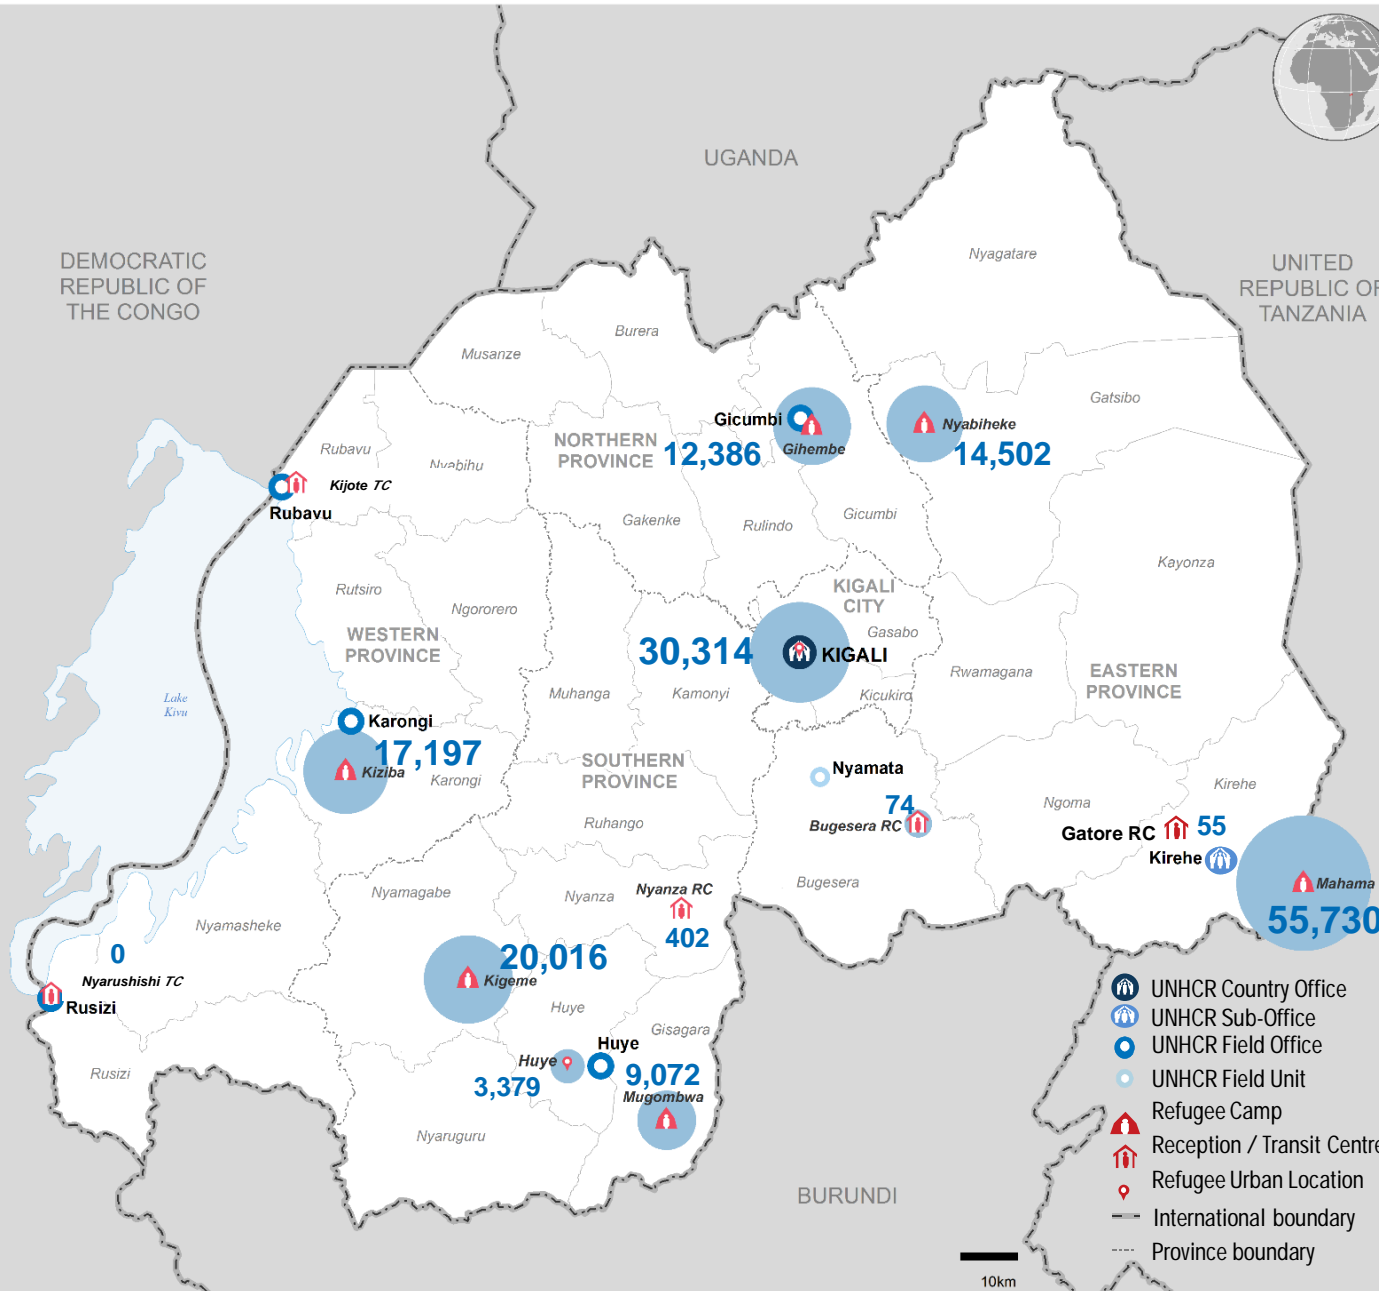 UGANDA
DEMOCRATIC
REPUBLIC OF
THE CONGO
UNITED
REPUBLIC OF
TANZANIA
Nyagatare
Burera
Musanze
Gatsibo
Gicumbi
Gihembe
12,386
Nyabiheke
14,502
NORTHERN
PROVINCE
Rubavu
Nyabihu
Kijote TC
Rubavu
Gakenke
Rulindo
Gicumbi
Kayonza
Rutsiro
Ngororero
KIGALI
CITY
Gasabo
WESTERN
PROVINCE
30,314
KIGALI
Rwamagana
EASTERN
PROVINCE
Lake
Kivu
Muhanga
Kamonyi
Kicukiro
Karongi
17,197
Kiziba
Karongi
SOUTHERN
PROVINCE
Nyamata
Kirehe
74
Bugesera RC
Ngoma
Ruhango
Gatore RC
55
Kirehe
Nyamagabe
Nyanza
Nyanza RC
402
Bugesera
Mahama
55,730
Nyamasheke
0
Nyarushishi TC
Rusizi
20,016
Kigeme
Huye
Gisagara
Rusizi
Huye
Huye
3,379
9,072
Mugombwa
Nyaruguru
BURUNDI
UNHCR Country Office
UNHCR Sub-Office
UNHCR Field Office
UNHCR Field Unit
Refugee Camp
Reception / Transit Centre
Refugee Urban Location
International boundary
Province boundary
10km